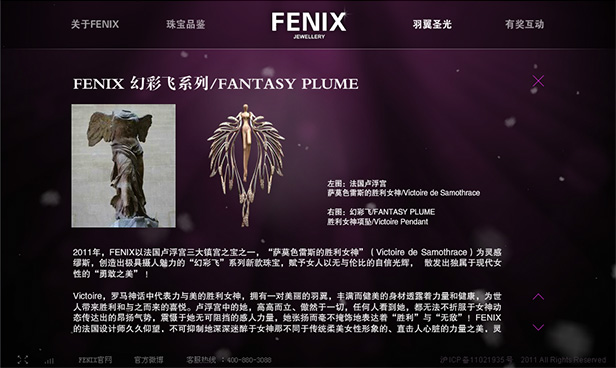 关于FENIX
珠宝品鉴
FENIX
JEWELLERY
羽翼圣光
有奖互动
FENIX 幻彩飞系列/FANTASY PLUME
左图：法国卢浮宫
萨莫色雷斯的胜利女神/Victoire de Samothrace
右图：幻彩飞/FANTASY PLUME
胜利女神项坠/Victoire Pendant
2011年，FENIX以法国卢浮宫三大镇宫之宝之一，“萨莫色雷斯的胜利女神”（Victoire de Samothrace）为灵感
缪斯，创造出极具摄人魅力的“幻彩飞”系列新款珠宝，赋予女人以无与伦比的自信光辉， 散发出独属于现代女
性的“勇敢之美”！
Victoire，罗马神话中代表力与美的胜利女神，拥有一对美丽的羽翼，丰满而健美的身材透露着力量和健康，为世
人带来胜利和与之而来的喜悦。卢浮宫中的她，高高而立、傲然于一切，任何人看到她，都无法不折服于女神动
态传达出的昂扬气势，震慑于她无可阻挡的感人力量，她张扬而毫不掩饰地表达着“胜利”与“无敌”！FENIX
的法国设计师久久仰望，不可抑制地深深迷醉于女神那不同于传统柔美女性形象的、直击人心脏的力量之美，灵
FENIX官网
官方微博
客服热线 : 400-880-3088
沪ICP备11021935号 2011 All Rights Reserved